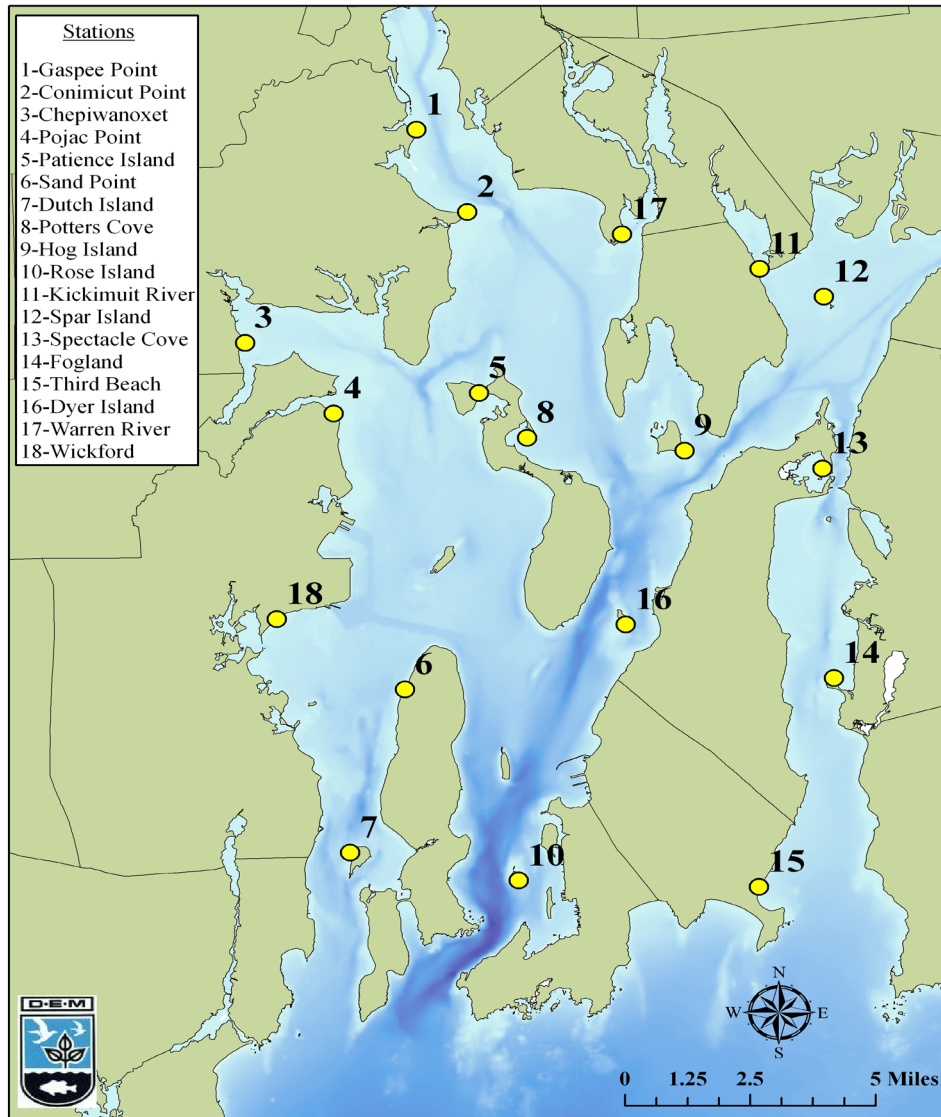 Stations
1-Gaspee Point
2-Conimicut Point
3-Chepiwanoxet
4-Pojac Point
5-Patience Island
6-Sand Point
7-Dutch Island
8-Potters Cove
9-Hog Island
10-Rose Island
11-Kickimuit River
12-Spar Island
13-Spectacle Cove
14-Fogland
15-Third Beach
16-Dyer Island
17-Warren River
18-Wickford
1
2
17
11
12
3
5
4
8
9
13
18
16
14
6
7
10
15
N
W E
S
D·E·M
0 1.25 2.5 5 Miles